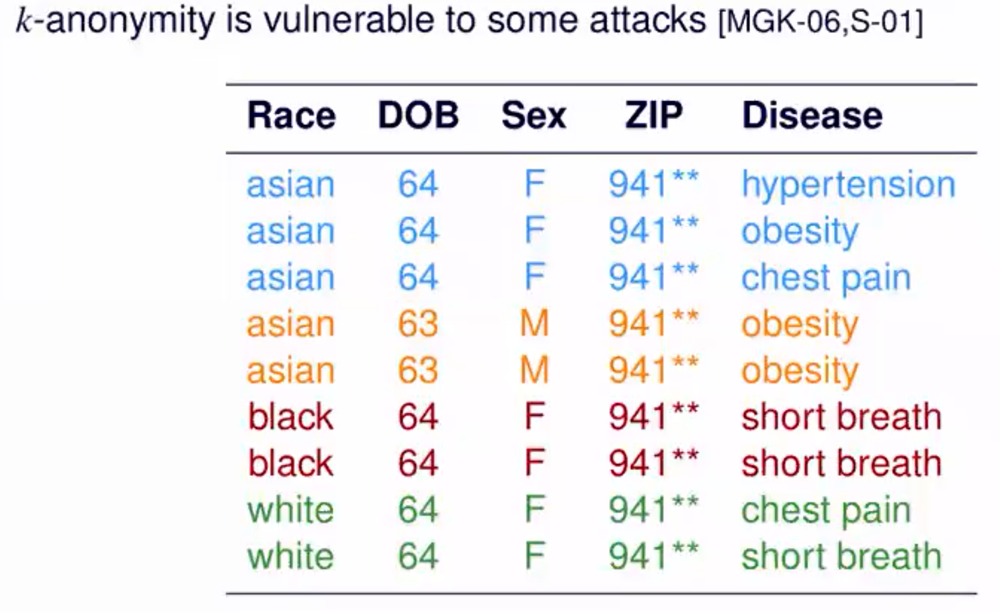 k-anonymity is vulnerable to some attacks [MGK-06,S-01]
Race DOB Sex ZIP Disease
asian 64 F 941** hypertension
asian 64 F 941** obesity
asian 64 F 941** chest pain
asian 63 M 941** obesity
asian 63 M 941** obesity
black 64 F 941** short breath
black 64 F 941** short breath
white 64 F 941** chest pain
white 64 F 941** short breath